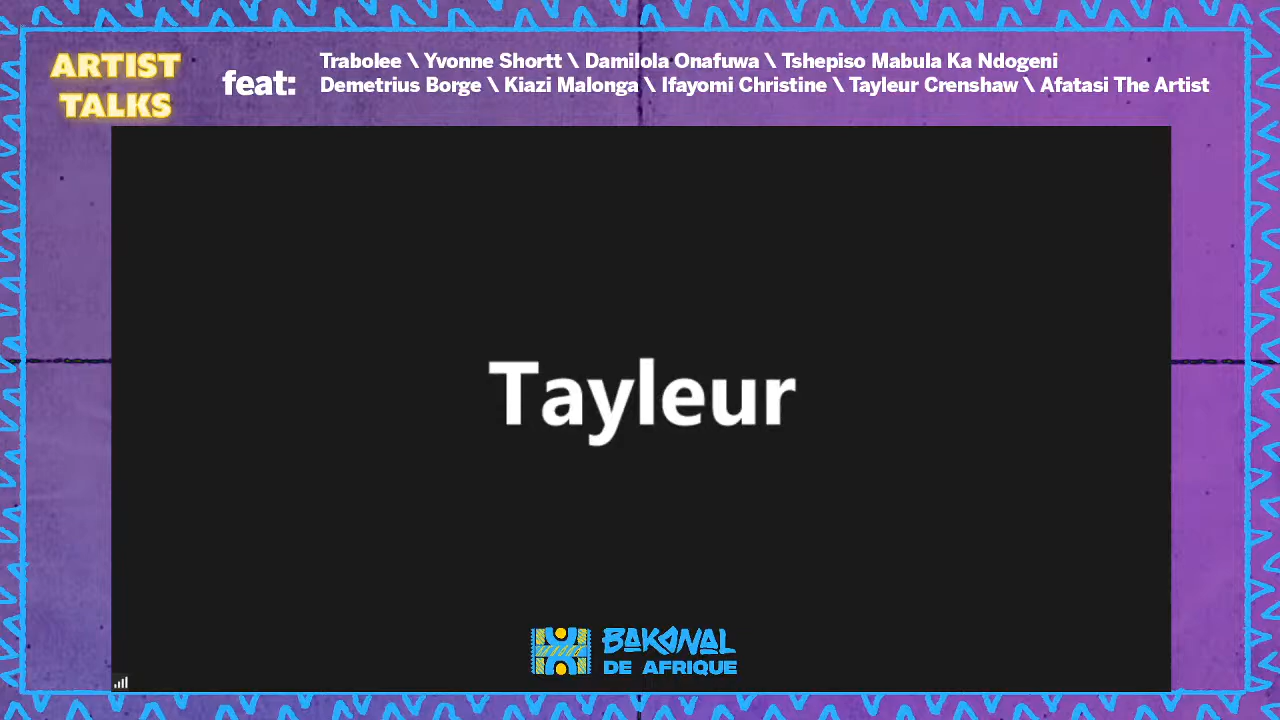 ARTIST
TALKS
feat:
Trabolee \ Yvonne Shortt \ Damilola Onafuwa \ Tshepiso Mabula Ka Ndogeni
Demetrius Borge \ Kiazi Malonga \ Ifayomi Christine \ Tayleur Crenshaw \ Afatasi The Artist
Tayleur
BAKANAL
DE AFRIQUE